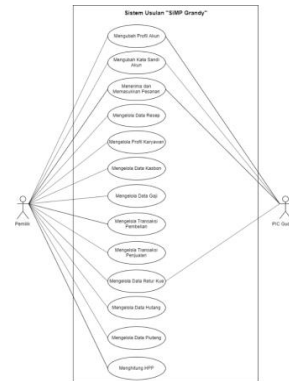 Sistem Usulan "SiMP Grandy"
Mengubah Profil Akun
Mengubah Kata Sandi
Akun
Menerima dan
Memasukkan Pesanan
Mengelola Data Resep
Mengelola Profil Karyawan
Mengelola Data Kasbon
Mengelola Data Gaji
Mengelola Transaksi
Pembelian
Mengelola Transaksi
Penjualan
Mengelola Data Retur Kue
Mengelola Data Hutang
Mengelola Data Piutang
Menghitung HPP
Pemilik
PIC